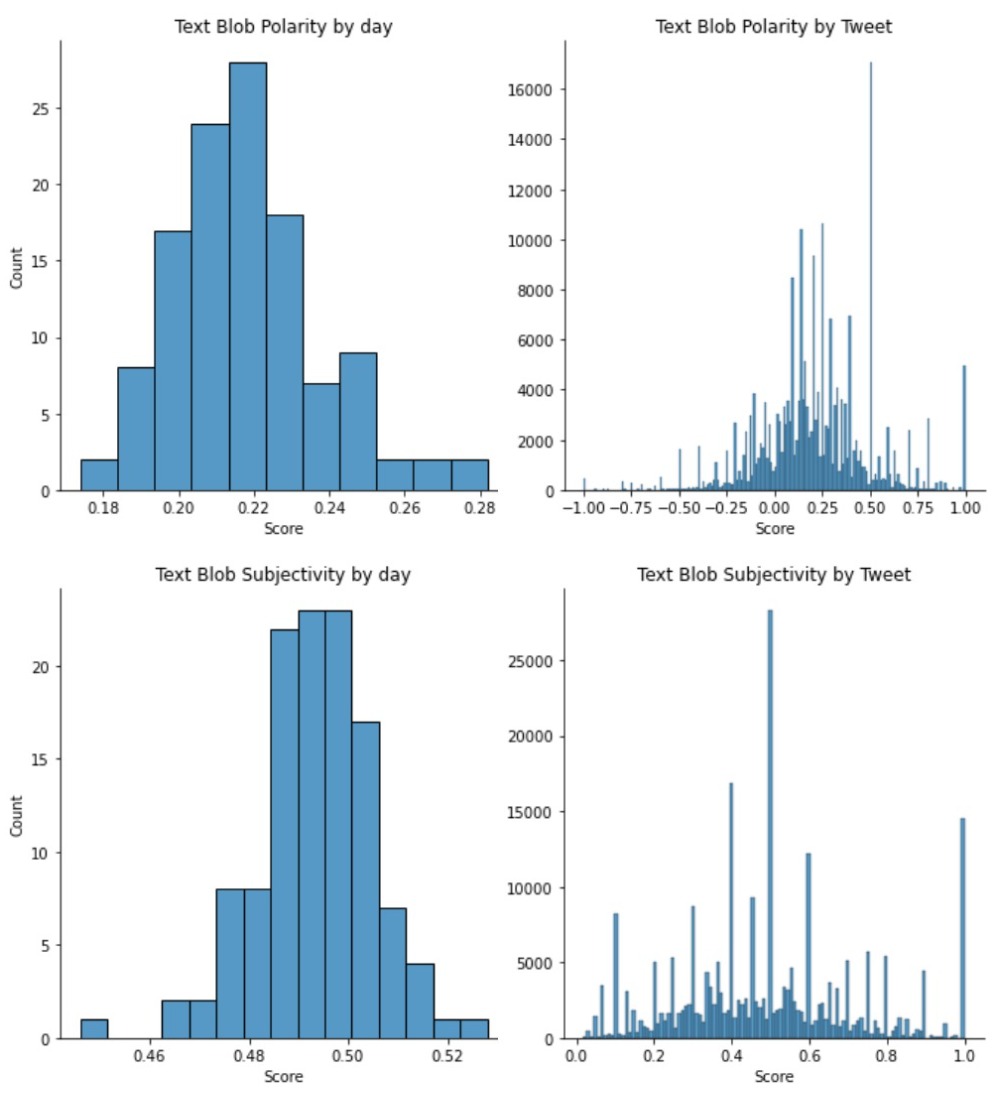 Text Blob Polarity by day
25
20
15
10
5
0
Count
0.18 0.20 0.22 0.24 0.26 0.28
Score
Text Blob Polarity by Tweet
16000
14000
12000
10000
8000
6000
4000
2000
0
−1.00 −0.75 −0.50 −0.25 0.00 0.25 0.50 0.75 1.00
Score
Text Blob Subjectivity by day
20
15
10
5
0
Count
0.46 0.48 0.50 0.52
Score
Text Blob Subjectivity by Tweet
25000
20000
15000
10000
5000
0
0.0 0.2 0.4 0.6 0.8 1.0
Score